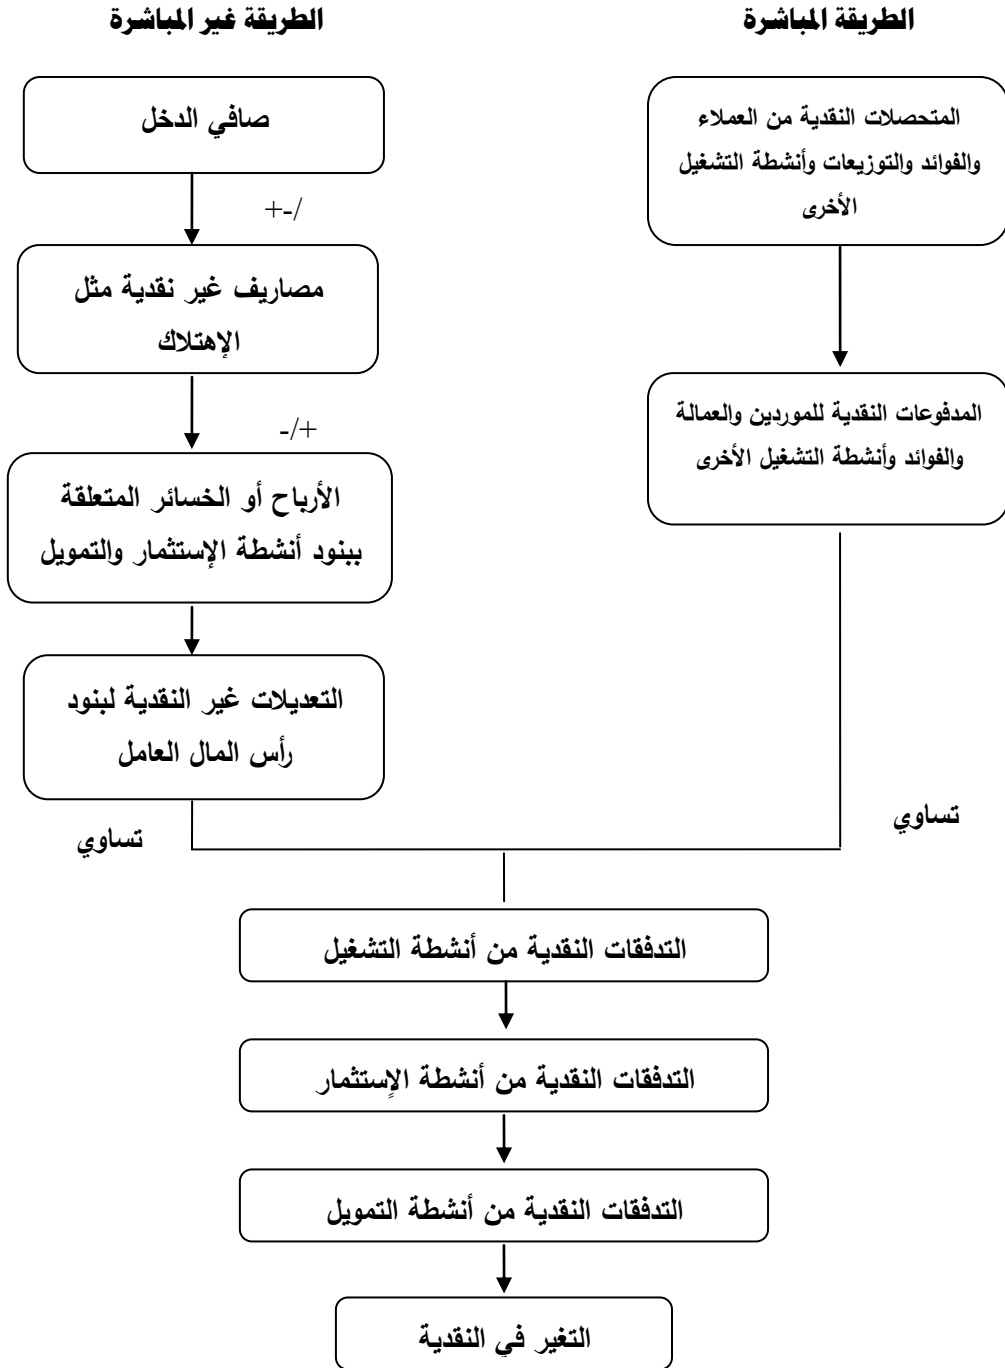 الطريقة المباشرة
الطريقة غير المباشرة
المتحصلات النقدية من العملاء
والفوائد والتوزيعات وأنشطة التشغيل
الأخرى
المدفوعات النقدية للموردين والعمالة
والفوائد وأنشطة التشغيل الأخرى
تساوي
صافي الدخل
+-/
مصاريف غير نقدية مثل
الإهتلاك
-/+
الأرباح أو الخسائر المتعلقة
ببنود أنشطة الإستثمار والتمويل
التعديلات غير النقدية لبنود
رأس المال العامل
تساوي
التدفقات النقدية من أنشطة التشغيل
التدفقات النقدية من أنشطة الإستثمار
التدفقات النقدية من أنشطة التمويل
التغير في النقدية